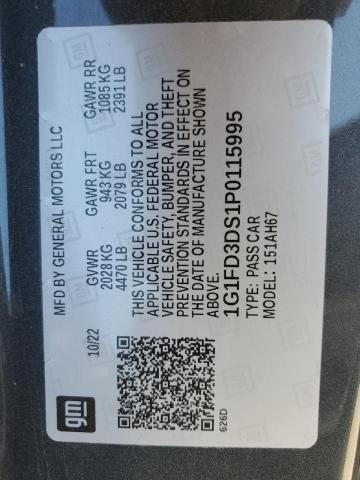 MFD BY GENERAL MOTORS LLC
10/22 GVWR GAWR FRT GAWR RR
2028 KG 943 KG 1085 KG
4470 LB 2079 LB 2391 LB
THIS VEHICLE CONFORMS TO ALL
APPLICABLE U.S. FEDERAL MOTOR
VEHICLE SAFETY, BUMPER, AND THEFT
PREVENTION STANDARDS IN EFFECT ON
THE DATE OF MANUFACTURE SHOWN
ABOVE.
1G1FD3DS1P0115995
TYPE: PASS CAR
MODEL: 151AH67
gm
626D